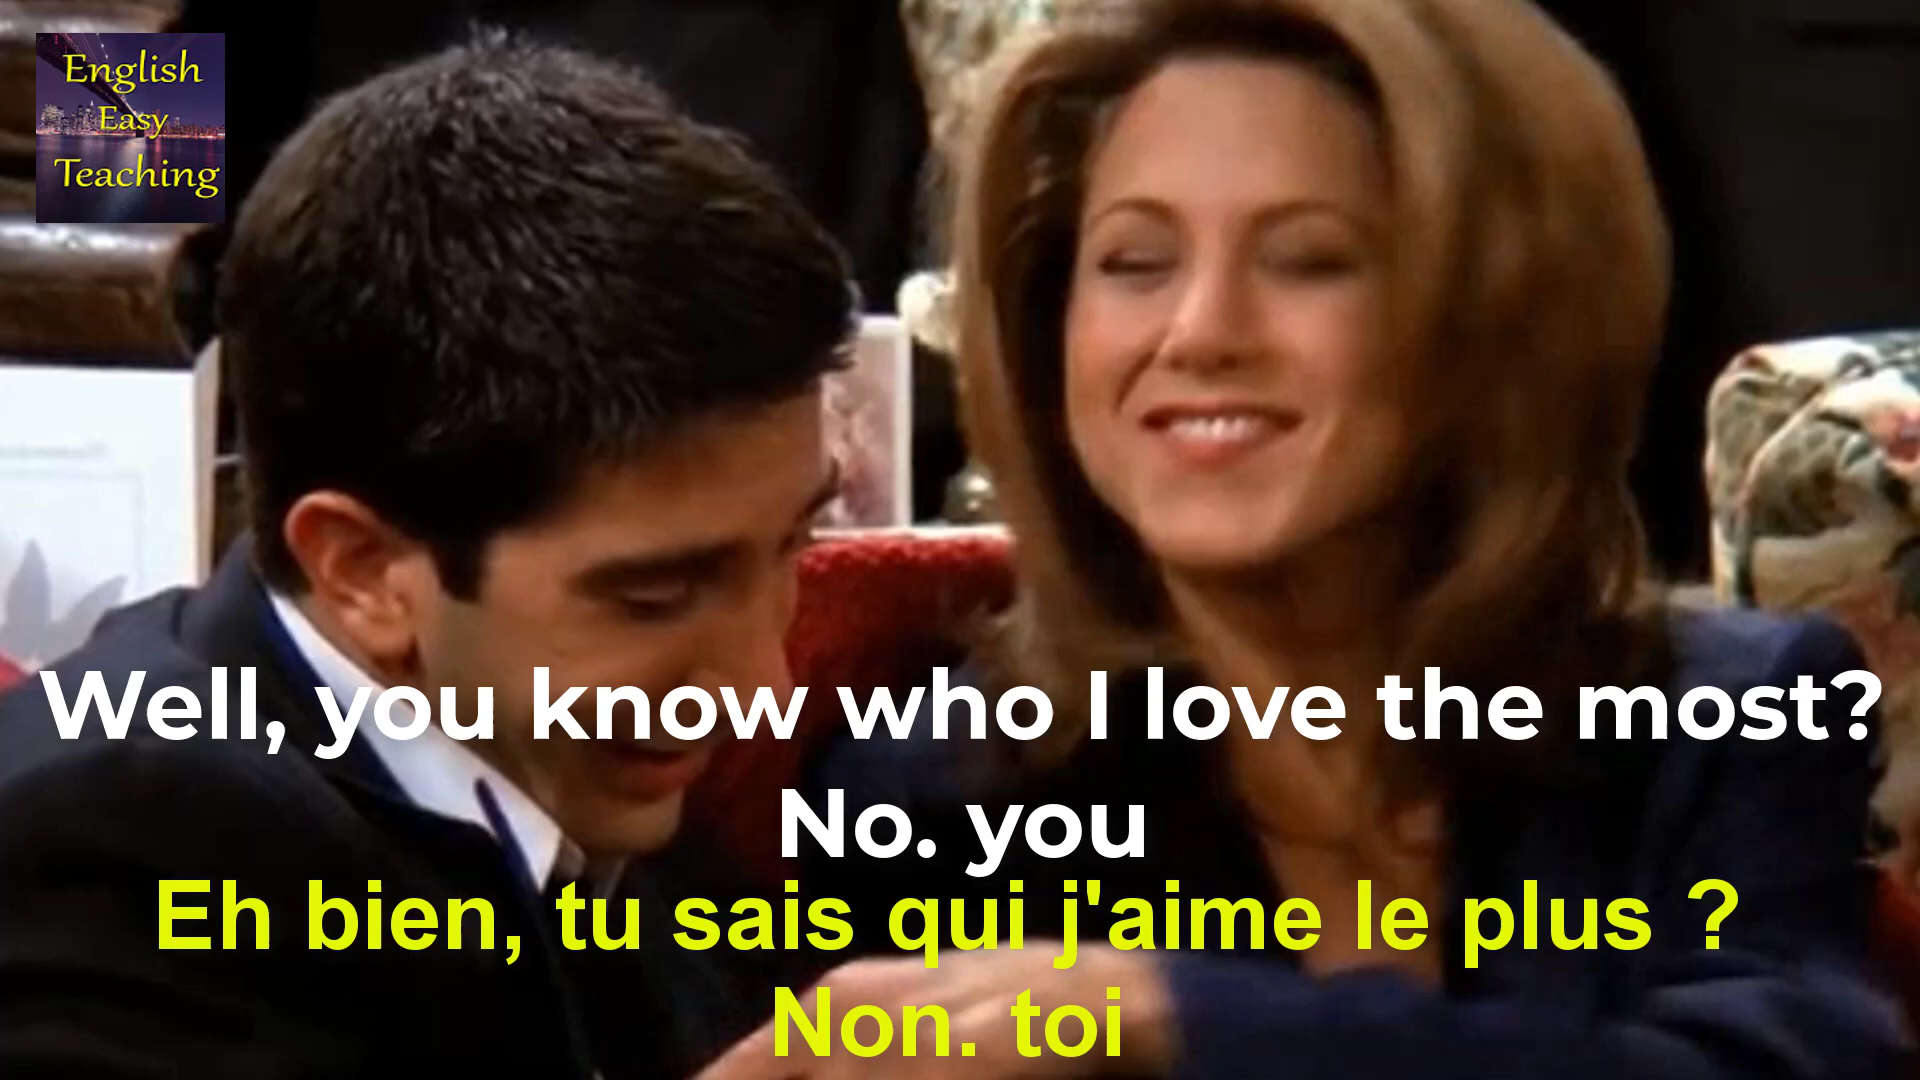 English
Easy
Teaching
Well, you know who I love the most?
No. you
Eh bien, tu sais qui j'aime le plus ?
Non. toi